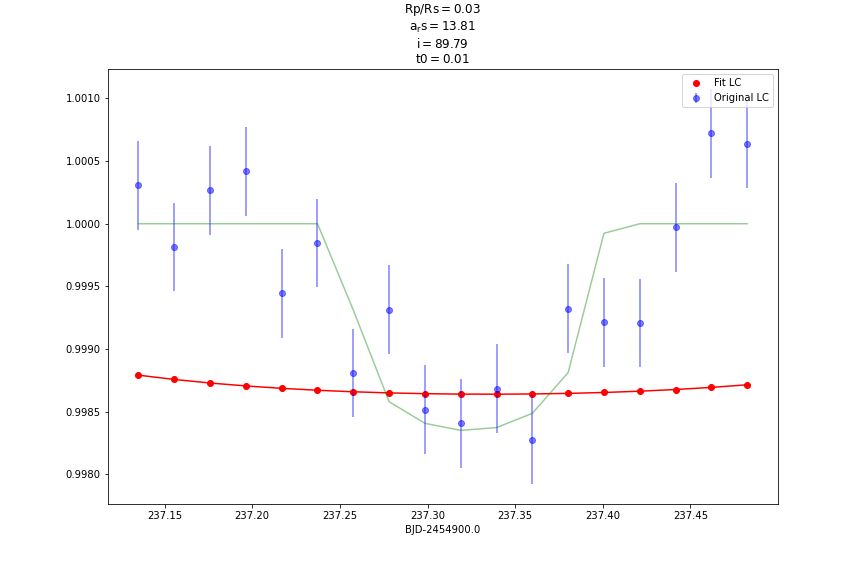 Rp/Rs = 0.03
aᵣs = 13.81
i = 89.79
t0 = 0.01
Fit LC
Original LC
1.0010
1.0005
1.0000
0.9995
0.9990
0.9985
0.9980
237.15 237.20 237.25 237.30 237.35 237.40 237.45
BJD-2454900.0